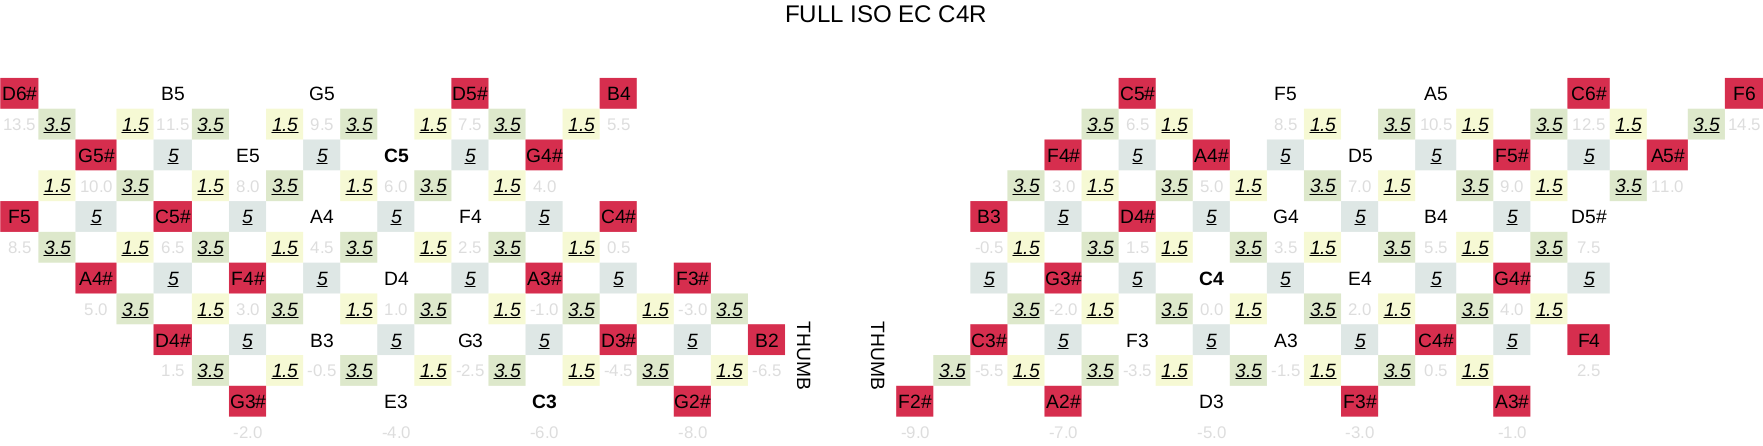 FULL ISO EC C4R
D6# B5 G5 D5# B4 C5# F5 A5 C6# F6
13.5 3.5 1.5 11.5 3.5 1.5 9.5 3.5 1.5 7.5 3.5 1.5 5.5 3.5 6.5 1.5 8.5 1.5 3.5 10.5 1.5 3.5 12.5 1.5 3.5 14.5
G5# 5 E5 5 C5 5 G4# F4# 5 A4# 5 D5 5 F5# 5 A5#
1.5 10.0 3.5 1.5 8.0 3.5 1.5 6.0 3.5 1.5 4.0 3.5 3.0 1.5 3.5 5.0 1.5 3.5 7.0 1.5 3.5 9.0 1.5 3.5 11.0
F5 5 C5# 5 A4 5 F4 5 C4# B3 5 D4# 5 G4 5 B4 5 D5#
8.5 3.5 1.5 6.5 3.5 1.5 4.5 3.5 1.5 2.5 3.5 1.5 0.5 -0.5 1.5 3.5 1.5 1.5 3.5 3.5 1.5 3.5 5.5 1.5 3.5 7.5
A4# 5 F4# 5 D4 5 A3# 5 F3# 5 G3# 5 C4 5 E4 5 G4# 5
5.0 3.5 1.5 3.0 3.5 1.5 1.0 3.5 1.5 -1.0 3.5 1.5 -3.0 3.5 3.5 -2.0 1.5 3.5 0.0 1.5 3.5 2.0 1.5 3.5 4.0 1.5
D4# 5 B3 5 G3 5 D3# 5 B2 THUMB THUMB C3# 5 F3 5 A3 5 C4# 5 F4
1.5 3.5 1.5 -0.5 3.5 1.5 -2.5 3.5 1.5 -4.5 3.5 1.5 -6.5 3.5 -5.5 1.5 3.5 -3.5 1.5 3.5 -1.5 1.5 3.5 0.5 1.5 2.5
G3# E3 C3 G2# F2# A2# D3 F3# A3#
-2.0 -4.0 -6.0 -8.0 -9.0 -7.0 -5.0 -3.0 -1.0